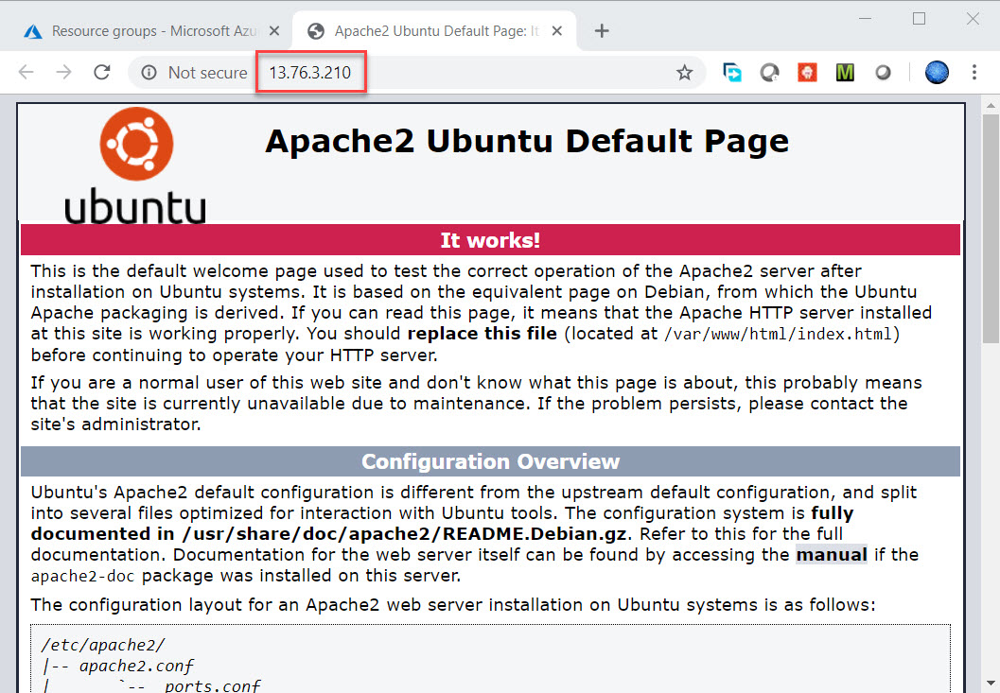 Resource groups - Microsoft Azu
Apache2 Ubuntu Default Page: It
Not secure
13.76.3.210
M
ubuntu
Apache2 Ubuntu Default Page
It works!
This is the default welcome page used to test the correct operation of the Apache2 server after
installation on Ubuntu systems. It is based on the equivalent page on Debian, from which the Ubuntu
Apache packaging is derived. If you can read this page, it means that the Apache HTTP server installed
at this site is working properly. You should replace this file (located at /var/www/html/index.html)
before continuing to operate your HTTP server.
If you are a normal user of this web site and don't know what this page is about, this probably means
that the site is currently unavailable due to maintenance. If the problem persists, please contact the
site's administrator.
Configuration Overview
Ubuntu's Apache2 default configuration is different from the upstream default configuration, and split
into several files optimized for interaction with Ubuntu tools. The configuration system is fully
documented in /usr/share/doc/apache2/README.Debian.gz. Refer to this for the full
documentation. Documentation for the web server itself can be found by accessing the manual if the
apache2-doc package was installed on this server.
The configuration layout for an Apache2 web server installation on Ubuntu systems is as follows:
/etc/apache2/
|-- apache2.conf
|       `--  ports.conf